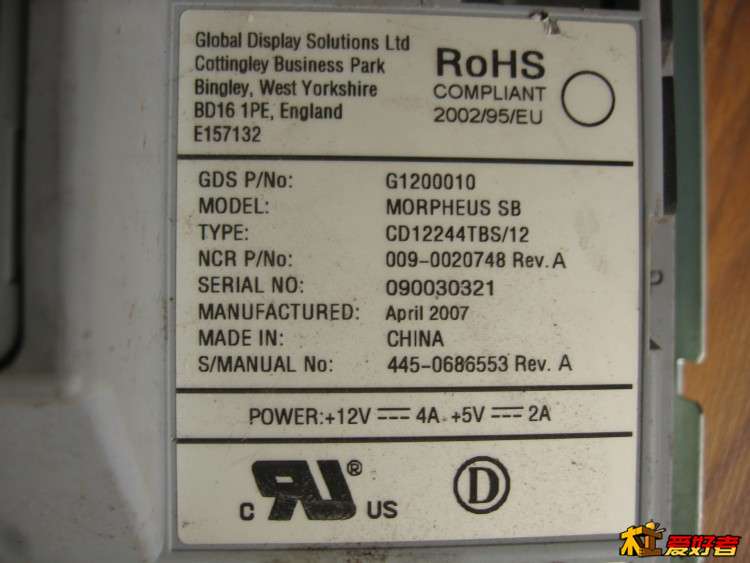 Global Display Solutions Ltd
Cottingley Business Park
Bingley, West Yorkshire
BD16 1PE, England
E157132
RoHS
COMPLIANT
2002/95/EU
GDS P/No: G1200010
MODEL: MORPHEUS SB
TYPE: CD12244TBS/12
NCR P/No: 009-0020748 Rev. A
SERIAL NO: 090030321
MANUFACTURED: April 2007
MADE IN: CHINA
S/MANUAL No: 445-0686553 Rev. A
POWER:+12V ⎓ 4A +5V ⎓ 2A
C RU ® US
D
爱好者